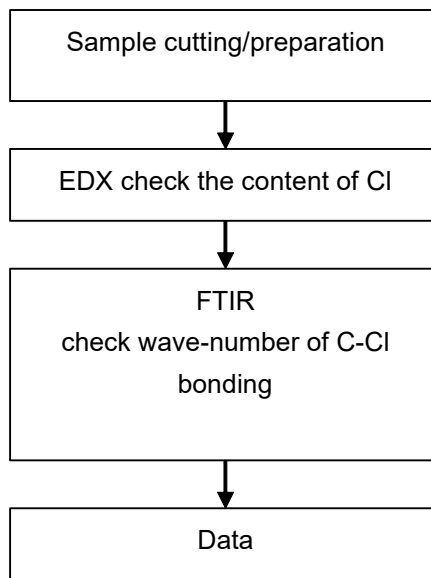 Sample cutting/preparation
EDX check the content of Cl
FTIR
check wave-number of C-Cl
bonding
Data